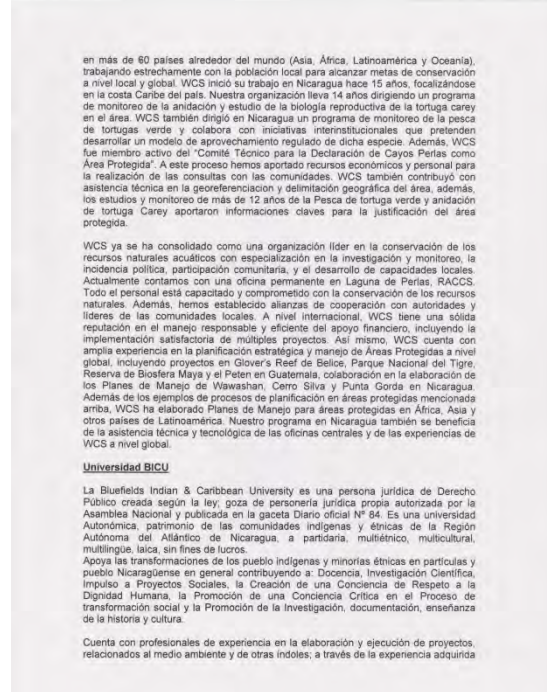 en más de 60 países alrededor del mundo (Asia, África, Latinoamérica y Oceanía),
trabajando estrechamente con la población local para alcanzar metas de conservación
a nivel local y global. WCS inició su trabajo en Nicaragua hace 15 años, focalizándose
en la costa Caribe del país. Nuestra organización lleva 14 años dirigiendo un programa
de monitoreo de la anidación y estudio de la biología reproductiva de la tortuga carey
en el área. WCS también dirigió en Nicaragua un programa de monitoreo de la pesca
de tortugas verde y colabora con iniciativas interinstitucionales que pretenden
desarrollar un modelo de aprovechamiento regulado de dicha especie. Además, WCS
fue miembro activo del "Comité Técnico para la Declaración de Cayos Perlas como
Área Protegida". A este proceso hemos aportado recursos económicos y personal para
la realización de las consultas con las comunidades. WCS también contribuyó con
asistencia técnica en la georeferenciacion y delimitación geográfica del área, además,
los estudios y monitoreo de más de 12 años de la Pesca de tortuga verde y anidación
de tortuga Carey aportaron informaciones claves para la justificación del área
protegida.
WCS ya se ha consolidado como una organización líder en la conservación de los
recursos naturales acuáticos con especialización en la investigación y monitoreo, la
incidencia política, participación comunitaria, y el desarrollo de capacidades locales.
Actualmente contamos con una oficina permanente en Laguna de Perlas, RACCS.
Todo el personal está capacitado y comprometido con la conservación de los recursos
naturales. Además, hemos establecido alianzas de cooperación con autoridades y
líderes de las comunidades locales. A nivel internacional, WCS tiene una sólida
reputación en el manejo responsable y eficiente del apoyo financiero, incluyendo la
implementación satisfactoria de múltiples proyectos. Así mismo, WCS cuenta con
amplia experiencia en la planificación estratégica y manejo de Áreas Protegidas a nivel
global, incluyendo proyectos en Glover's Reef de Belice, Parque Nacional del Tigre,
Reserva de Biosfera Maya y el Peten en Guatemala, colaboración en la elaboración de
los Planes de Manejo de Wawashan, Cerro Silva y Punta Gorda en Nicaragua.
Además de los ejemplos de procesos de planificación en áreas protegidas mencionada
arriba, WCS ha elaborado Planes de Manejo para áreas protegidas en África, Asia y
otros países de Latinoamérica. Nuestro programa en Nicaragua también se beneficia
de la asistencia técnica y tecnológica de las oficinas centrales y de las experiencias de
WCS a nivel global.
Universidad BICU
La Bluefields Indian & Caribbean University es una persona jurídica de Derecho
Público creada según la ley; goza de personería jurídica propia autorizada por la
Asamblea Nacional y publicada en la gaceta Diario oficial Nº 84. Es una universidad
Autonómica, patrimonio de las comunidades indígenas y étnicas de la Región
Autónoma del Atlántico de Nicaragua, a partidaria, multiétnico, multicultural,
multilingüe, laica, sin fines de lucros.
Apoya las transformaciones de los pueblo indígenas y minorías étnicas en particulas y
pueblo Nicaragüense en general contribuyendo a: Docencia, Investigación Científica,
Impulso a Proyectos Sociales, la Creación de una Conciencia de Respeto a la
Dignidad Humana, la Promoción de una Conciencia Crítica en el Proceso de
transformación social y la Promoción de la Investigación, documentación, enseñanza
de la historia y cultura.
Cuenta con profesionales de experiencia en la elaboración y ejecución de proyectos,
relacionados al medio ambiente y de otras índoles; a través de la experiencia adquirida